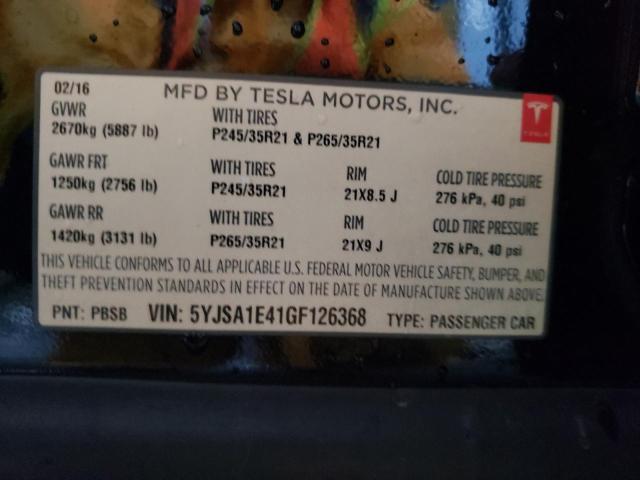 02/16 MFD BY TESLA MOTORS, INC.
GVWR WITH TIRES
2670kg (5887 lb) P245/35R21 & P265/35R21
GAWR FRT WITH TIRES RIM COLD TIRE PRESSURE
1250kg (2756 lb) P245/35R21 21X8.5 J 276 kPa, 40 psi
GAWR RR WITH TIRES RIM COLD TIRE PRESSURE
1420kg (3131 lb) P265/35R21 21X9 J 276 kPa, 40 psi
THIS VEHICLE CONFORMS TO ALL APPLICABLE U.S. FEDERAL MOTOR VEHICLE SAFETY, BUMPER, AND
THEFT PREVENTION STANDARDS IN EFFECT ON THE DATE OF MANUFACTURE SHOWN ABOVE.
PNT: PBSB VIN: 5YJSA1E41GF126368 TYPE: PASSENGER CAR
TESLA